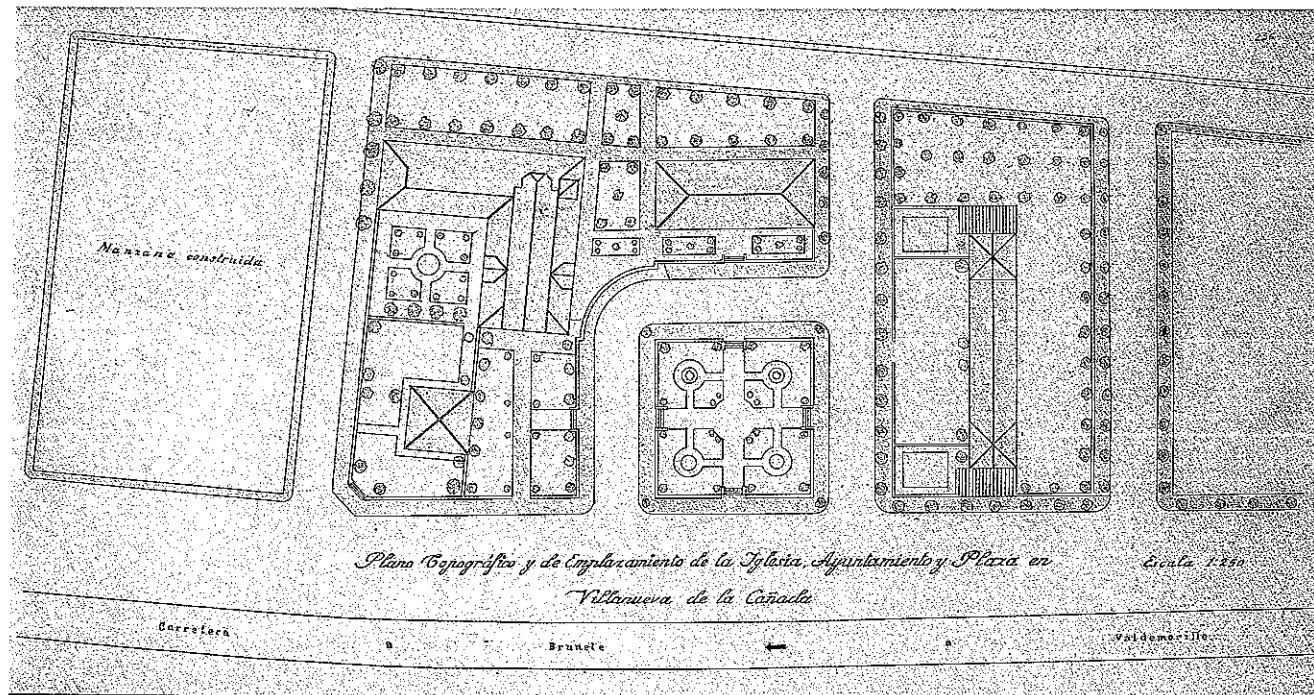 Manzana construida
Plano Topográfico y de Emplazamiento de la Iglesia, Ayuntamiento y Plaza en
Villanueva de la Cañada
Escala 1:250
Carretera a Brunete a Valdemorillo